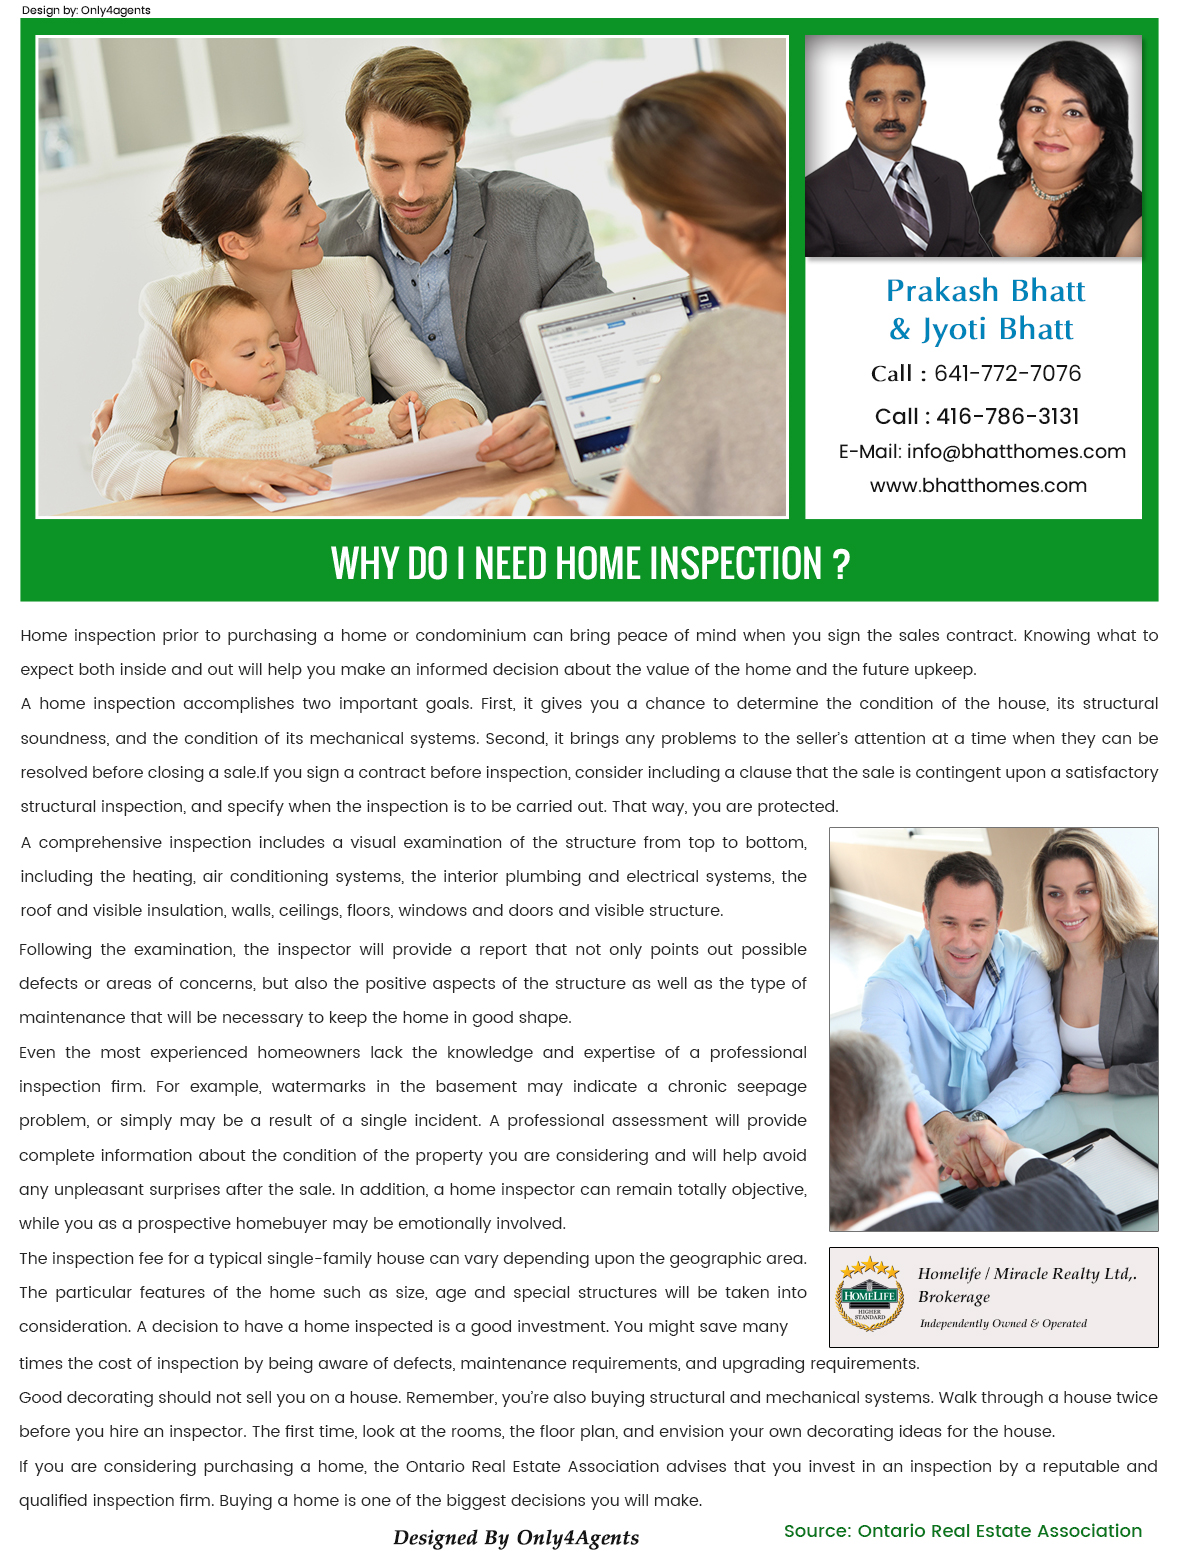 Design by: Only4agents
Prakash Bhatt
& Jyoti Bhatt
Call : 641-772-7076
Call : 416-786-3131
E-Mail: info@bhatthomes.com
www.bhatthomes.com
WHY DO I NEED HOME INSPECTION ?
Home inspection prior to purchasing a home or condominium can bring peace of mind when you sign the sales contract. Knowing what to
expect both inside and out will help you make an informed decision about the value of the home and the future upkeep.
A home inspection accomplishes two important goals. First, it gives you a chance to determine the condition of the house, its structural
soundness, and the condition of its mechanical systems. Second, it brings any problems to the seller's attention at a time when they can be
resolved before closing a sale.If you sign a contract before inspection, consider including a clause that the sale is contingent upon a satisfactory
structural inspection, and specify when the inspection is to be carried out. That way, you are protected.
A comprehensive inspection includes a visual examination of the structure from top to bottom,
including the heating, air conditioning systems, the interior plumbing and electrical systems, the
roof and visible insulation, walls, ceilings, floors, windows and doors and visible structure.
Following the examination, the inspector will provide a report that not only points out possible
defects or areas of concerns, but also the positive aspects of the structure as well as the type of
maintenance that will be necessary to keep the home in good shape.
Even the most experienced homeowners lack the knowledge and expertise of a professional
inspection firm. For example, watermarks in the basement may indicate a chronic seepage
problem, or simply may be a result of a single incident. A professional assessment will provide
complete information about the condition of the property you are considering and will help avoid
any unpleasant surprises after the sale. In addition, a home inspector can remain totally objective,
while you as a prospective homebuyer may be emotionally involved.
The inspection fee for a typical single-family house can vary depending upon the geographic area.
The particular features of the home such as size, age and special structures will be taken into
consideration. A decision to have a home inspected is a good investment. You might save many
times the cost of inspection by being aware of defects, maintenance requirements, and upgrading requirements.
HOMELIFE
HIGHER
STANDARD
Homelife / Miracle Realty Ltd,.
Brokerage
Independently Owned & Operated
Good decorating should not sell you on a house. Remember, you're also buying structural and mechanical systems. Walk through a house twice
before you hire an inspector. The first time, look at the rooms, the floor plan, and envision your own decorating ideas for the house.
If you are considering purchasing a home, the Ontario Real Estate Association advises that you invest in an inspection by a reputable and
qualified inspection firm. Buying a home is one of the biggest decisions you will make.
Designed By Only4Agents
Source: Ontario Real Estate Association